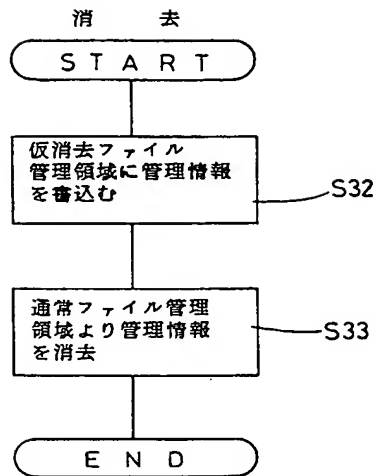 消　去
START
仮消去ファイル
管理領域に管理情報
を書込む
S32
通常ファイル管理
領域より管理情報
を消去
S33
END